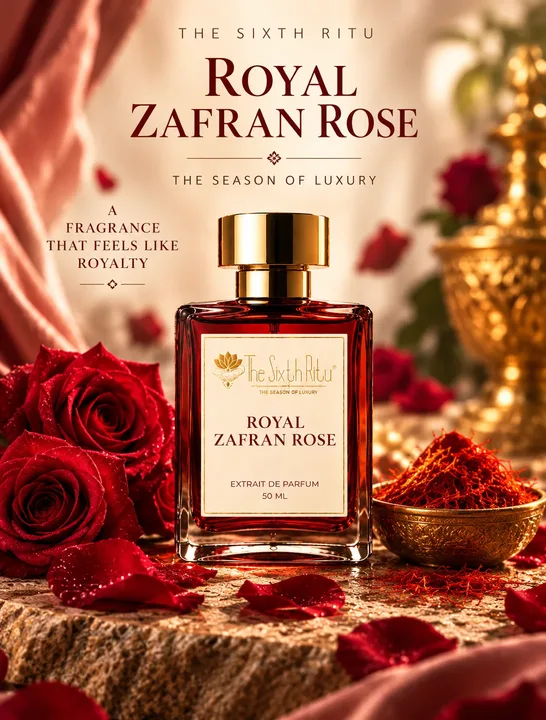 THE SIXTH RITU
ROYAL
ZAFRAN ROSE
THE SEASON OF LUXURY
A
FRAGRANCE
THAT FEELS LIKE
ROYALTY
The Sixth Ritu®
THE SEASON OF LUXURY
ROYAL
ZAFRAN ROSE
EXTRAIT DE PARFUM
50 ML